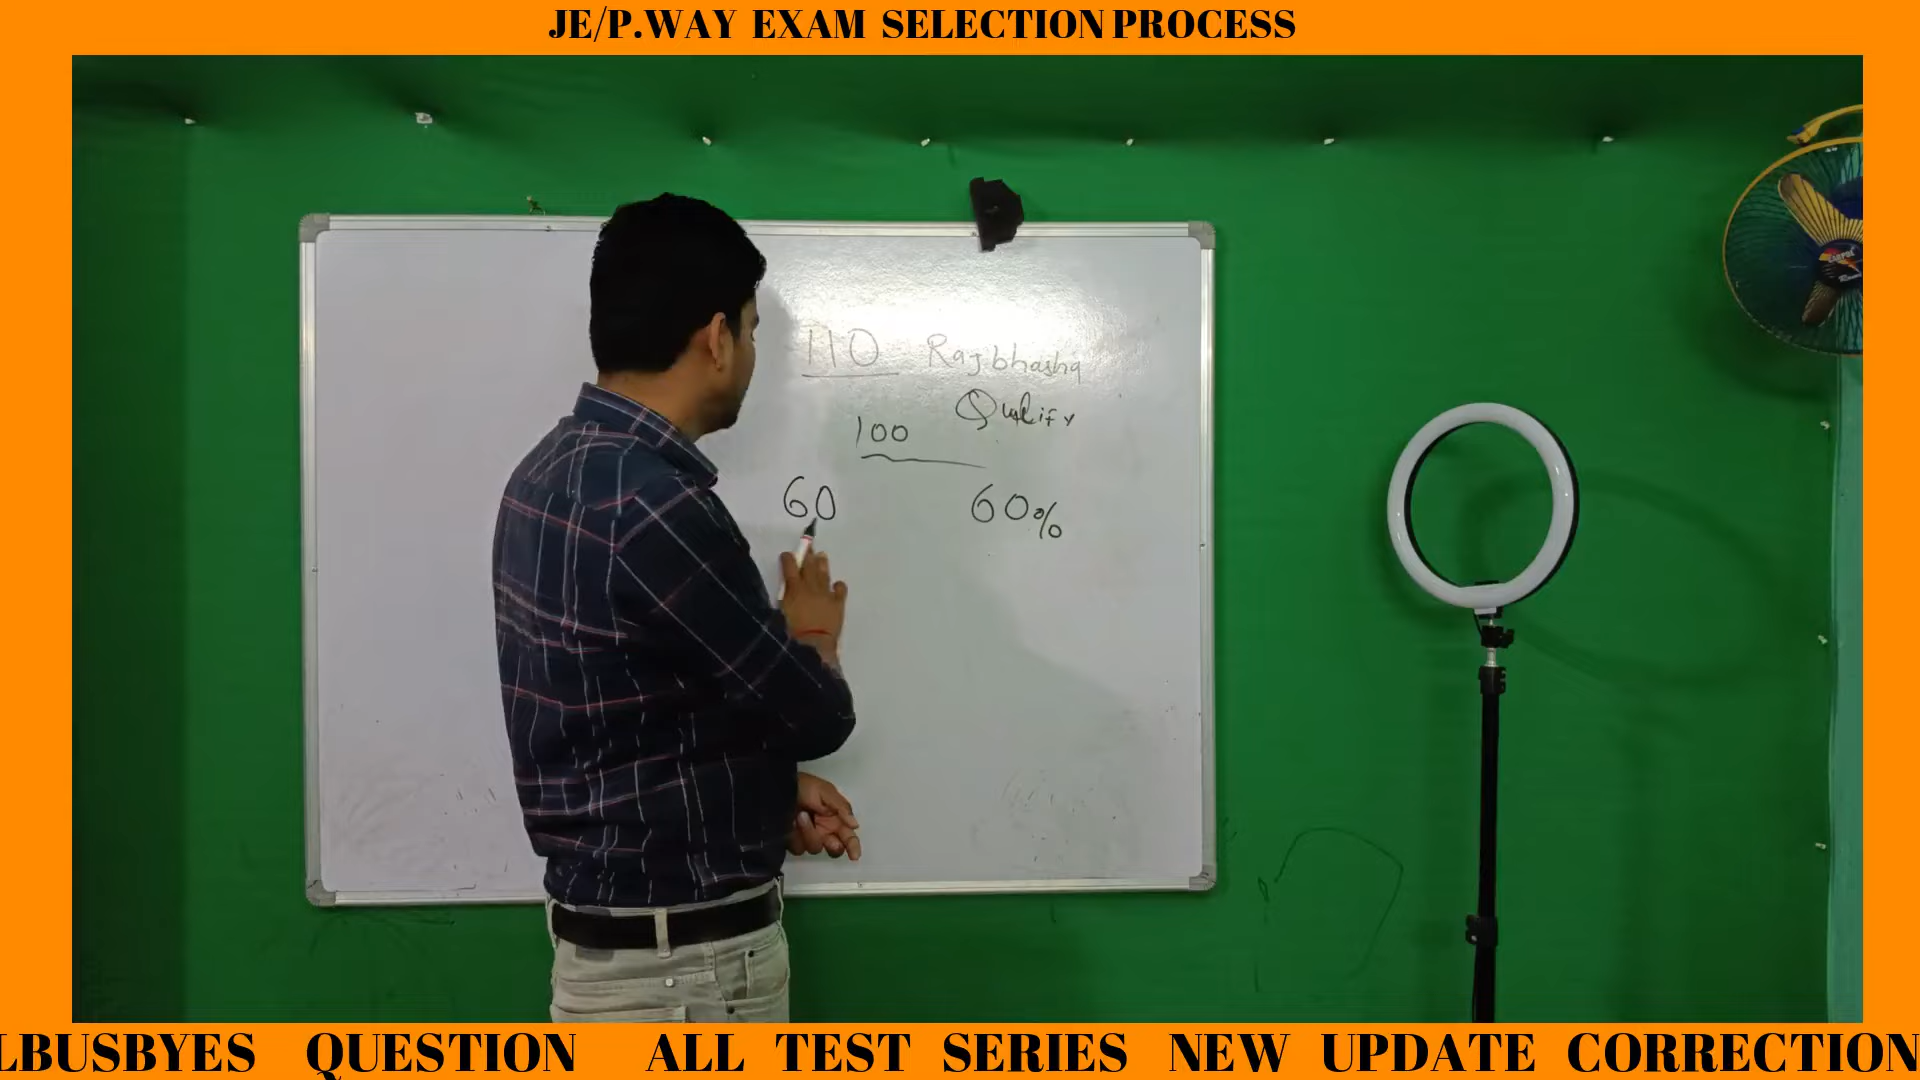 JE/P.WAY EXAM SELECTION PROCESS
110 Rajbhasha
Qualify
100
60 60%
LBUSBYES QUESTION ALL TEST SERIES NEW UPDATE CORRECTION